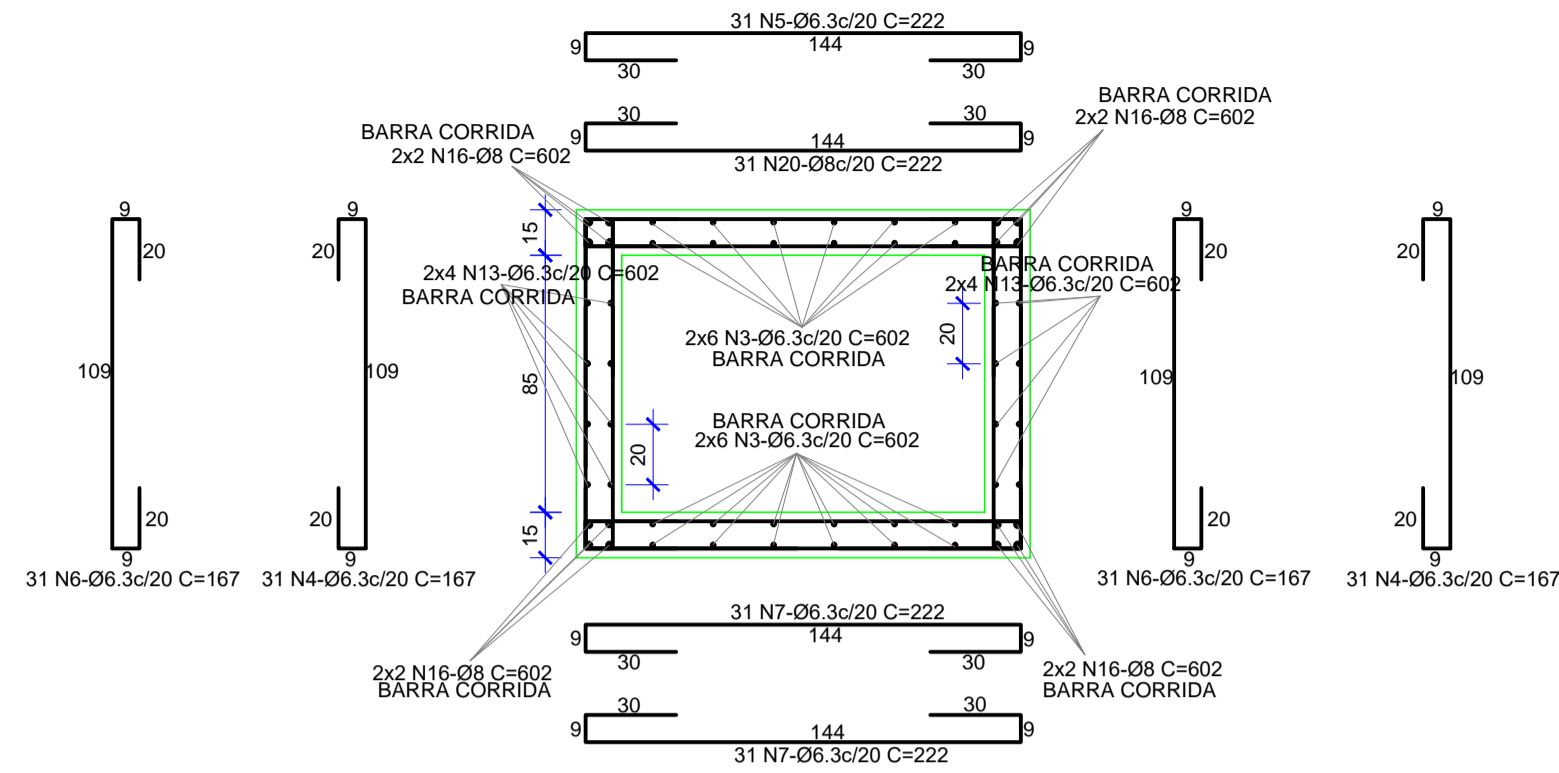 31 N5-Ø6.3c/20 C=222
9
144
9
30
30
30
30
9
144
9
31 N20-Ø8c/20 C=222
BARRA CORRIDA
2x2 N16-Ø8 C=602
BARRA CORRIDA
2x2 N16-Ø8 C=602
9
20
109
20
9
31 N6-Ø6.3c/20 C=167
9
20
109
20
9
31 N4-Ø6.3c/20 C=167
15
85
15
2x4 N13-Ø6.3c/20 C=602
BARRA CORRIDA
BARRA CORRIDA
2x4 N13-Ø6.3c/20 C=602
20
2x6 N3-Ø6.3c/20 C=602
BARRA CORRIDA
BARRA CORRIDA
2x6 N3-Ø6.3c/20 C=602
20
9
20
109
20
9
31 N6-Ø6.3c/20 C=167
9
20
109
20
9
31 N4-Ø6.3c/20 C=167
2x2 N16-Ø8 C=602
BARRA CORRIDA
2x2 N16-Ø8 C=602
BARRA CORRIDA
31 N7-Ø6.3c/20 C=222
9
144
9
30
30
30
30
9
144
9
31 N7-Ø6.3c/20 C=222